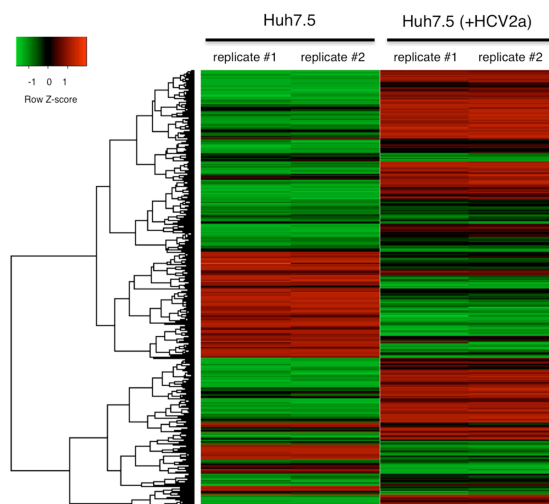 Huh7.5 Huh7.5 (+HCV2a)
replicate #1 replicate #2 replicate #1 replicate #2
-1 0 1
Row Z-score